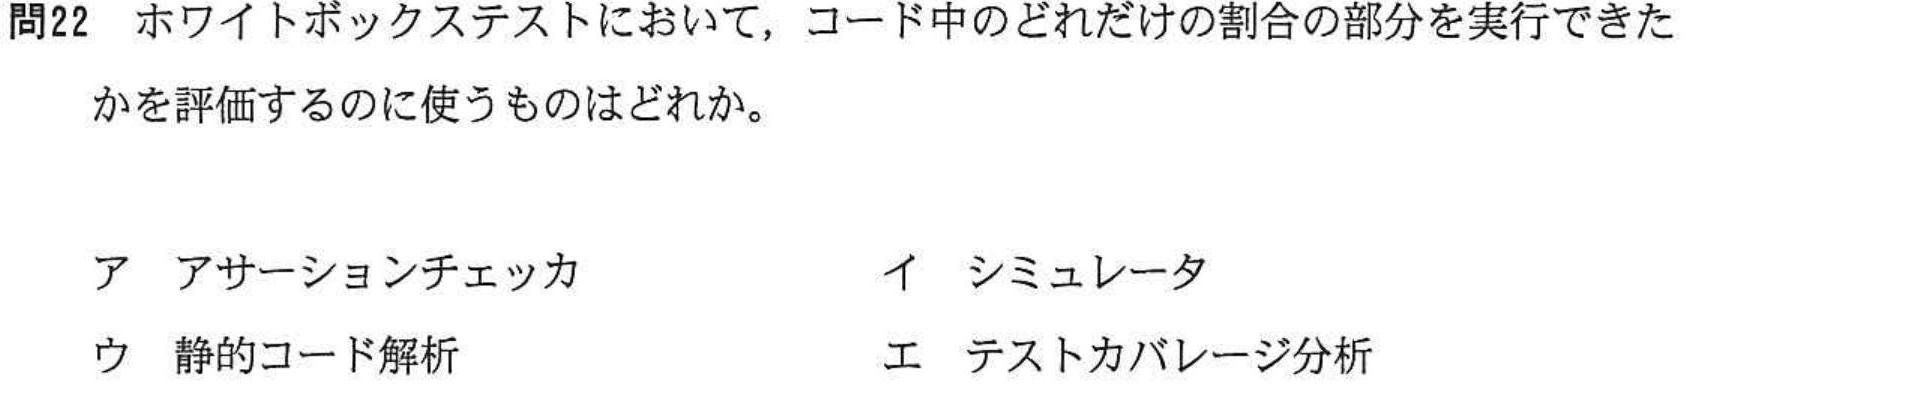 問22 ホワイトボックステストにおいて，コード中のどれだけの割合の部分を実行できた
かを評価するのに使うものはどれか。
ア アサーションチェッカ イ シミュレータ
ウ 静的コード解析 エ テストカバレージ分析